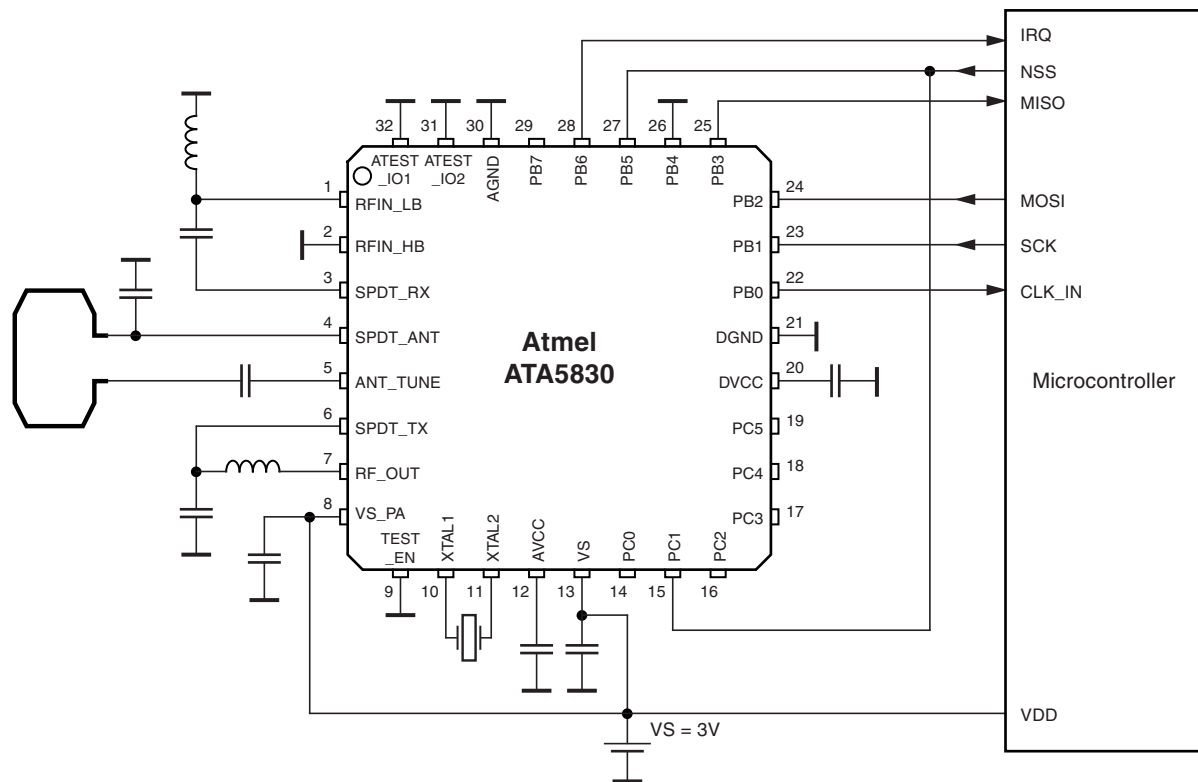 IRQ
NSS
MISO
32 31 30 29 28 27 26 25
ATEST
_IO1
ATEST
_IO2
AGND
PB7
PB6
PB5
PB4
PB3
1 RFIN_LB
2 RFIN_HB
3 SPDT_RX
4 SPDT_ANT
5 ANT_TUNE
6 SPDT_TX
7 RF_OUT
8 VS_PA
Atmel
ATA5830
PB2 24 MOSI
PB1 23 SCK
PB0 22 CLK_IN
DGND 21
DVCC 20
PC5 19
PC4 18
PC3 17
Microcontroller
TEST
_EN
XTAL1
XTAL2
AVCC
VS
PC0
PC1
PC2
9 10 11 12 13 14 15 16
VDD
VS = 3V